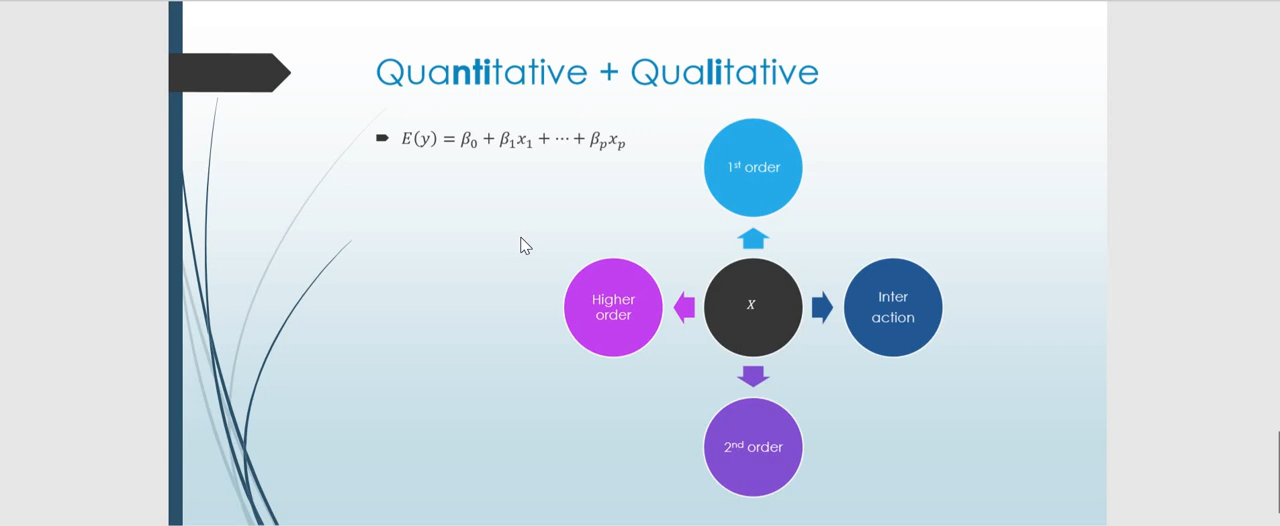 Quantitative + Qualitative
E(y) = β₀ + β₁x₁ + ⋯ + βₚxₚ
1st order
Higher
order
X
Inter
action
2nd order